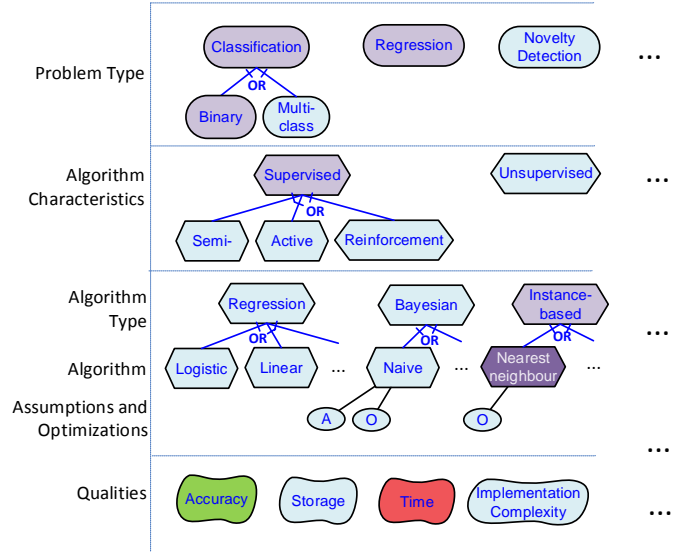 Problem Type
Classification
Regression
Novelty
Detection
...
OR
Binary
Multi-
class
Algorithm
Characteristics
Supervised
Unsupervised
...
OR
Semi-
Active
Reinforcement
Algorithm
Type
Regression
Bayesian
Instance-
based
...
OR
OR
OR
Algorithm
Logistic
Linear
...
Naive
...
Nearest
neighbour
...
Assumptions and
Optimizations
A
O
O
...
Qualities
Accuracy
Storage
Time
Implementation
Complexity
...